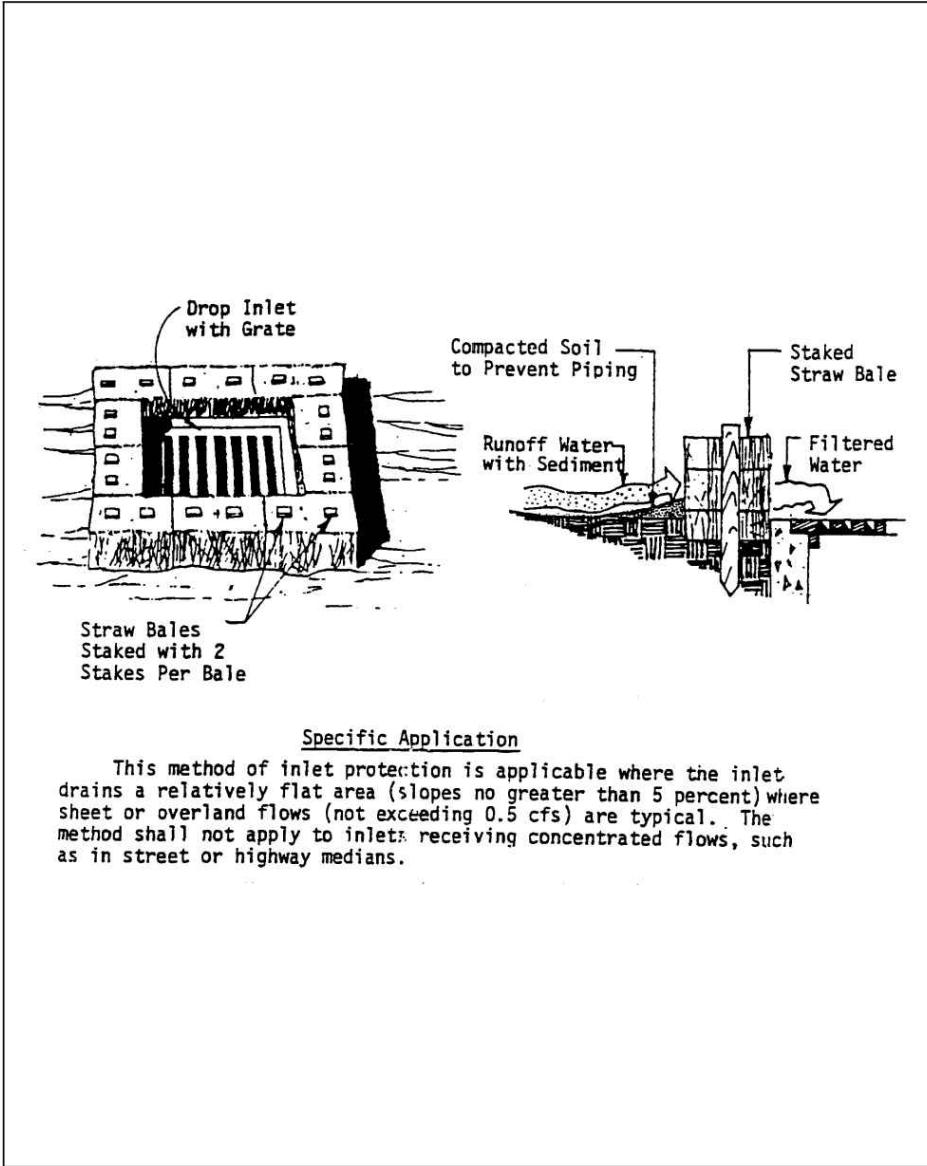 Drop Inlet
with Grate
Compacted Soil
to Prevent Piping
Staked
Straw Bale
Runoff Water
with Sediment
Filtered
Water
Straw Bales
Staked with 2
Stakes Per Bale
Specific Application
This method of inlet protection is applicable where the inlet
drains a relatively flat area (slopes no greater than 5 percent) where
sheet or overland flows (not exceeding 0.5 cfs) are typical. The
method shall not apply to inlets receiving concentrated flows, such
as in street or highway medians.